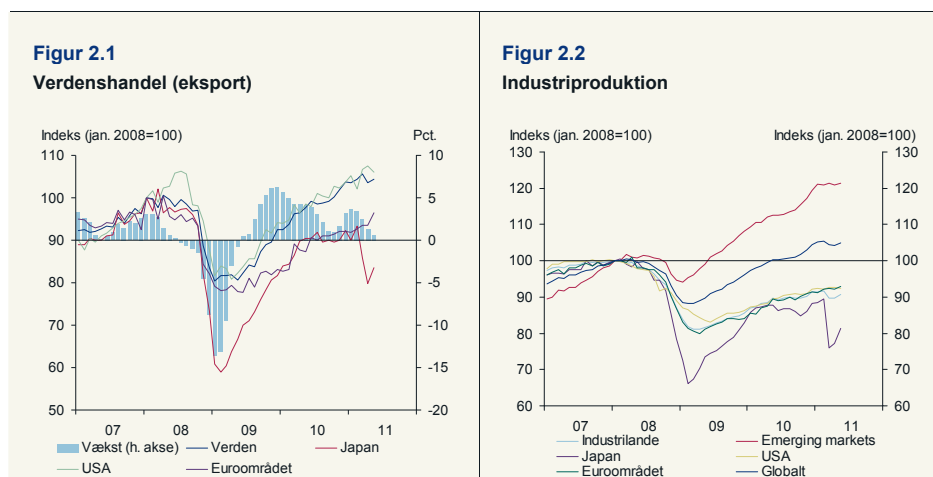 Figur 2.1
Verdenshandel (eksport)
Indeks (jan. 2008=100) Pct.
110 10
100 5
90 0
80 -5
70 -10
60 -15
50 -20
07 08 09 10 11
Vækst (h. akse) Verden Japan
USA Euroområdet
Figur 2.2
Industriproduktion
Indeks (jan. 2008=100) Indeks (jan. 2008=100)
130 130
120 120
110 110
100 100
90 90
80 80
70 70
60 60
07 08 09 10 11
Industrilande Emerging markets
Japan USA
Euroområdet Globalt